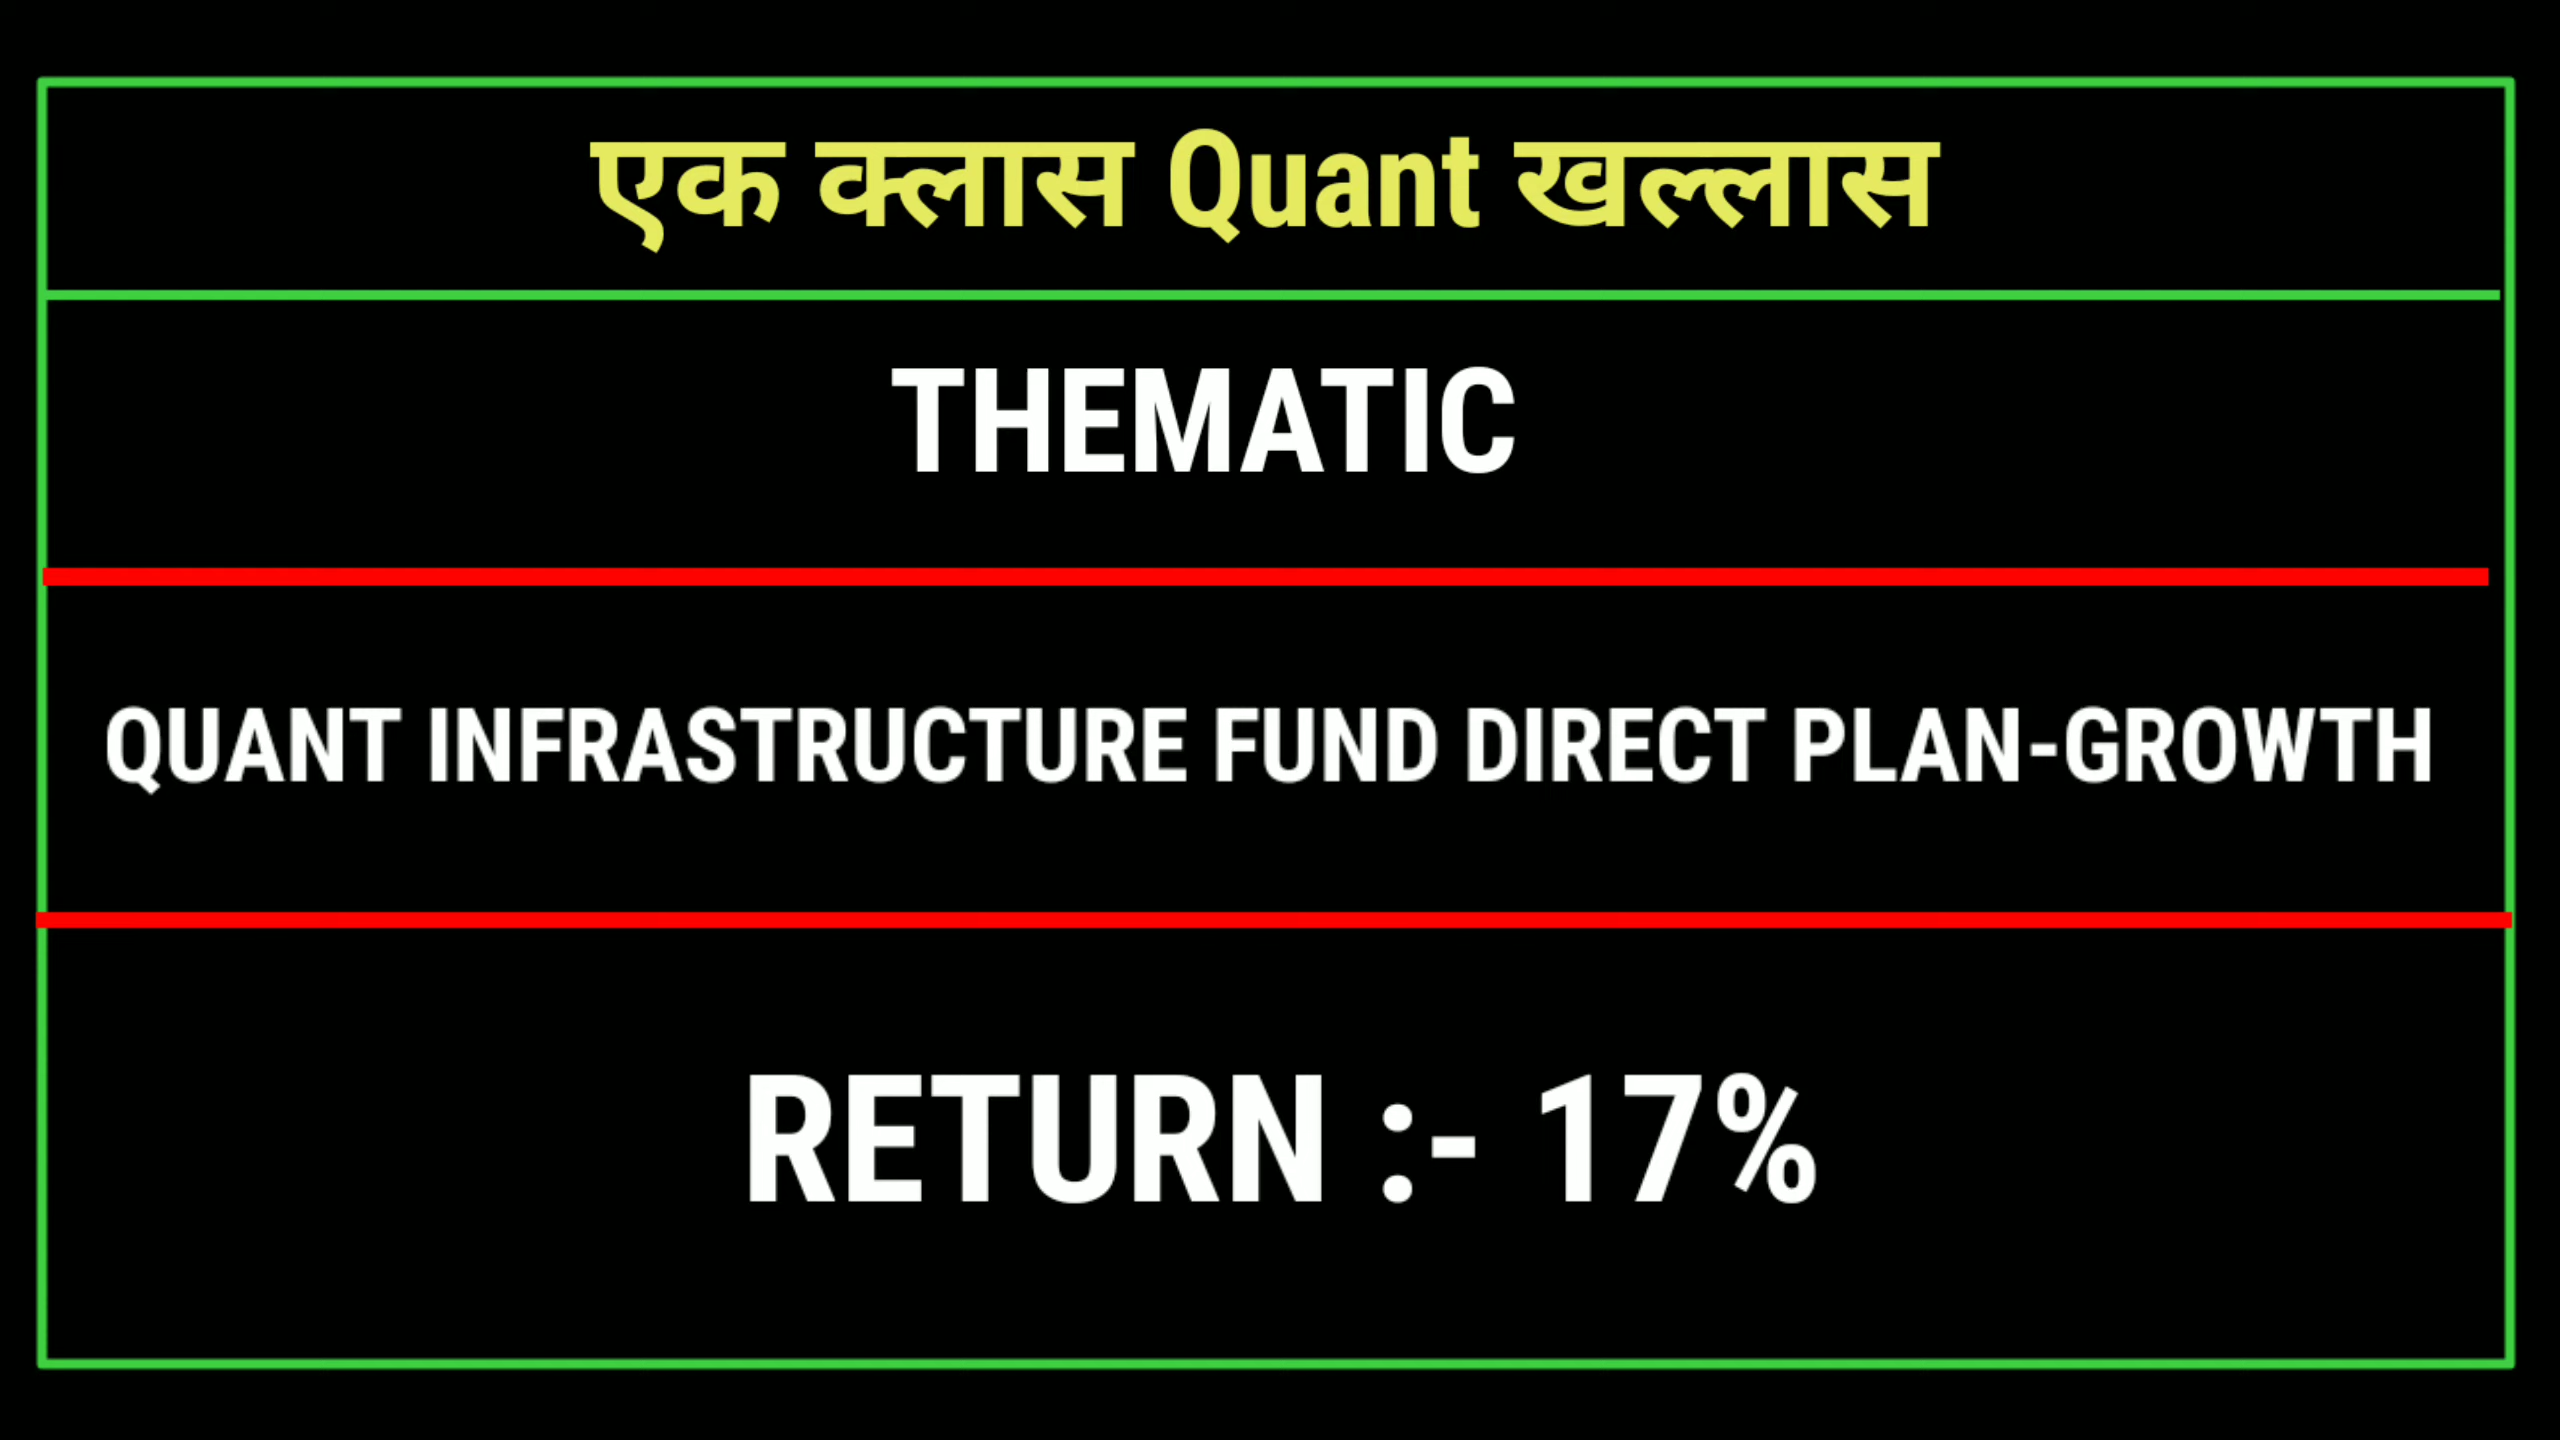 एक क्लास Quant खल्लास
THEMATIC
QUANT INFRASTRUCTURE FUND DIRECT PLAN-GROWTH
RETURN :- 17%